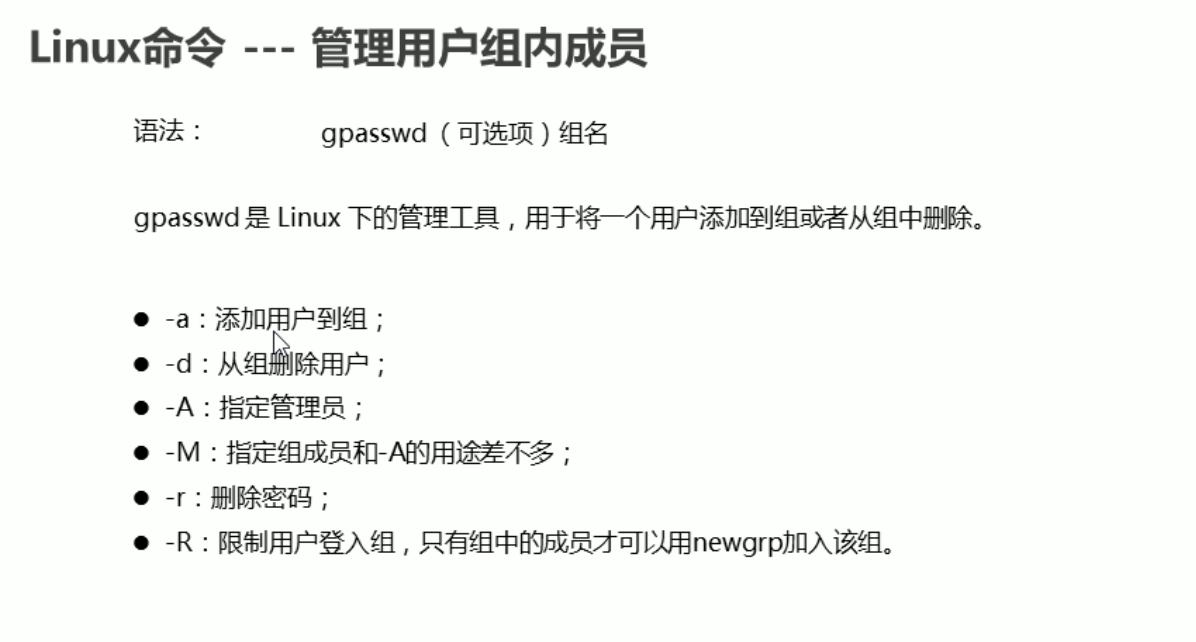 Linux命令 --- 管理用户组内成员
语法： gpasswd（可选项）组名
gpasswd 是 Linux 下的管理工具，用于将一个用户添加到组或者从组中删除。
● -a：添加用户到组；
● -d：从组删除用户；
● -A：指定管理员；
● -M：指定组成员和-A的用途差不多；
● -r：删除密码；
● -R：限制用户登入组，只有组中的成员才可以用newgrp加入该组。